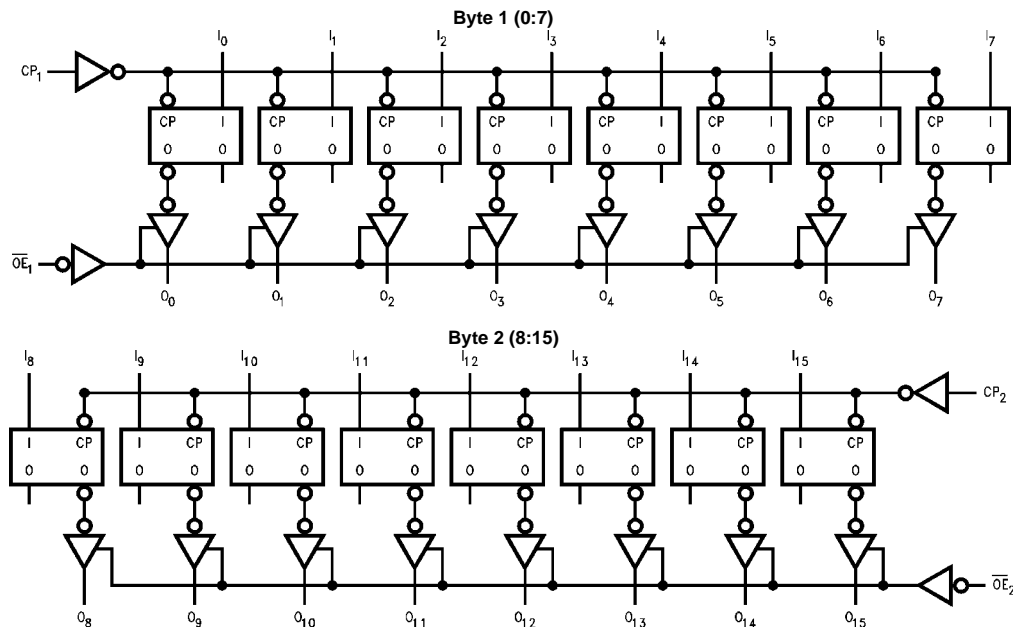 Byte 1 (0:7)
I0 I1 I2 I3 I4 I5 I6 I7
CP1
CP I CP I CP I CP I CP I CP I CP I CP I
O O O O O O O O O O O O O O O O
OE1
O0 O1 O2 O3 O4 O5 O6 O7
Byte 2 (8:15)
I8 I9 I10 I11 I12 I13 I14 I15
CP2
I CP I CP I CP I CP I CP I CP I CP I CP
O O O O O O O O O O O O O O O O
OE2
O8 O9 O10 O11 O12 O13 O14 O15